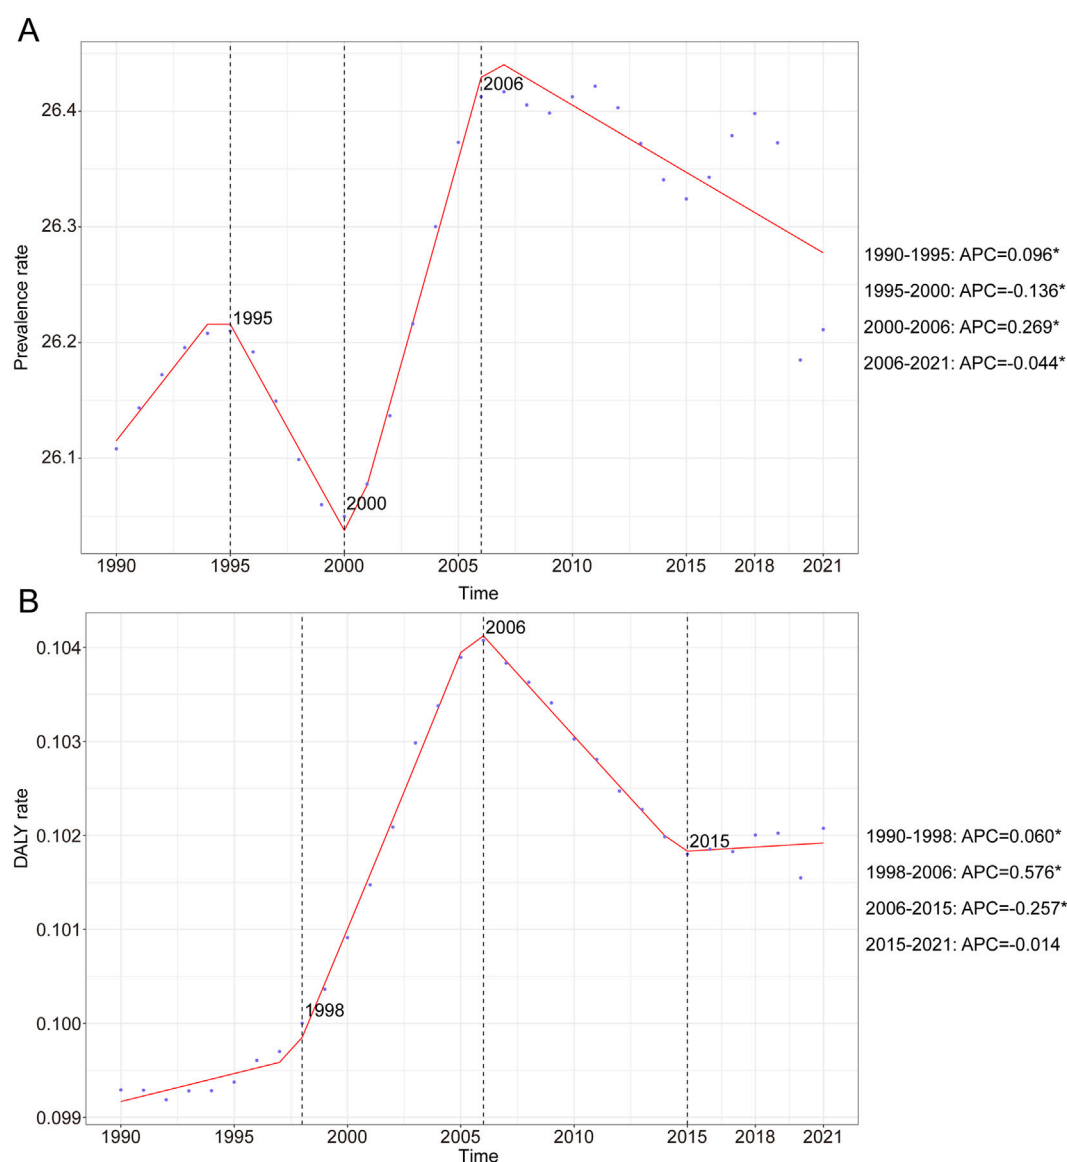 A
26.4
26.3
26.2
26.1
Prevalence rate
1995
2000
2006
1990 1995 2000 2005 2010 2015 2018 2021
Time
1990-1995: APC=0.096*
1995-2000: APC=-0.136*
2000-2006: APC=0.269*
2006-2021: APC=-0.044*
B
0.104
0.103
0.102
0.101
0.100
0.099
DALY rate
1998
2006
2015
1990 1995 2000 2005 2010 2015 2018 2021
Time
1990-1998: APC=0.060*
1998-2006: APC=0.576*
2006-2015: APC=-0.257*
2015-2021: APC=-0.014